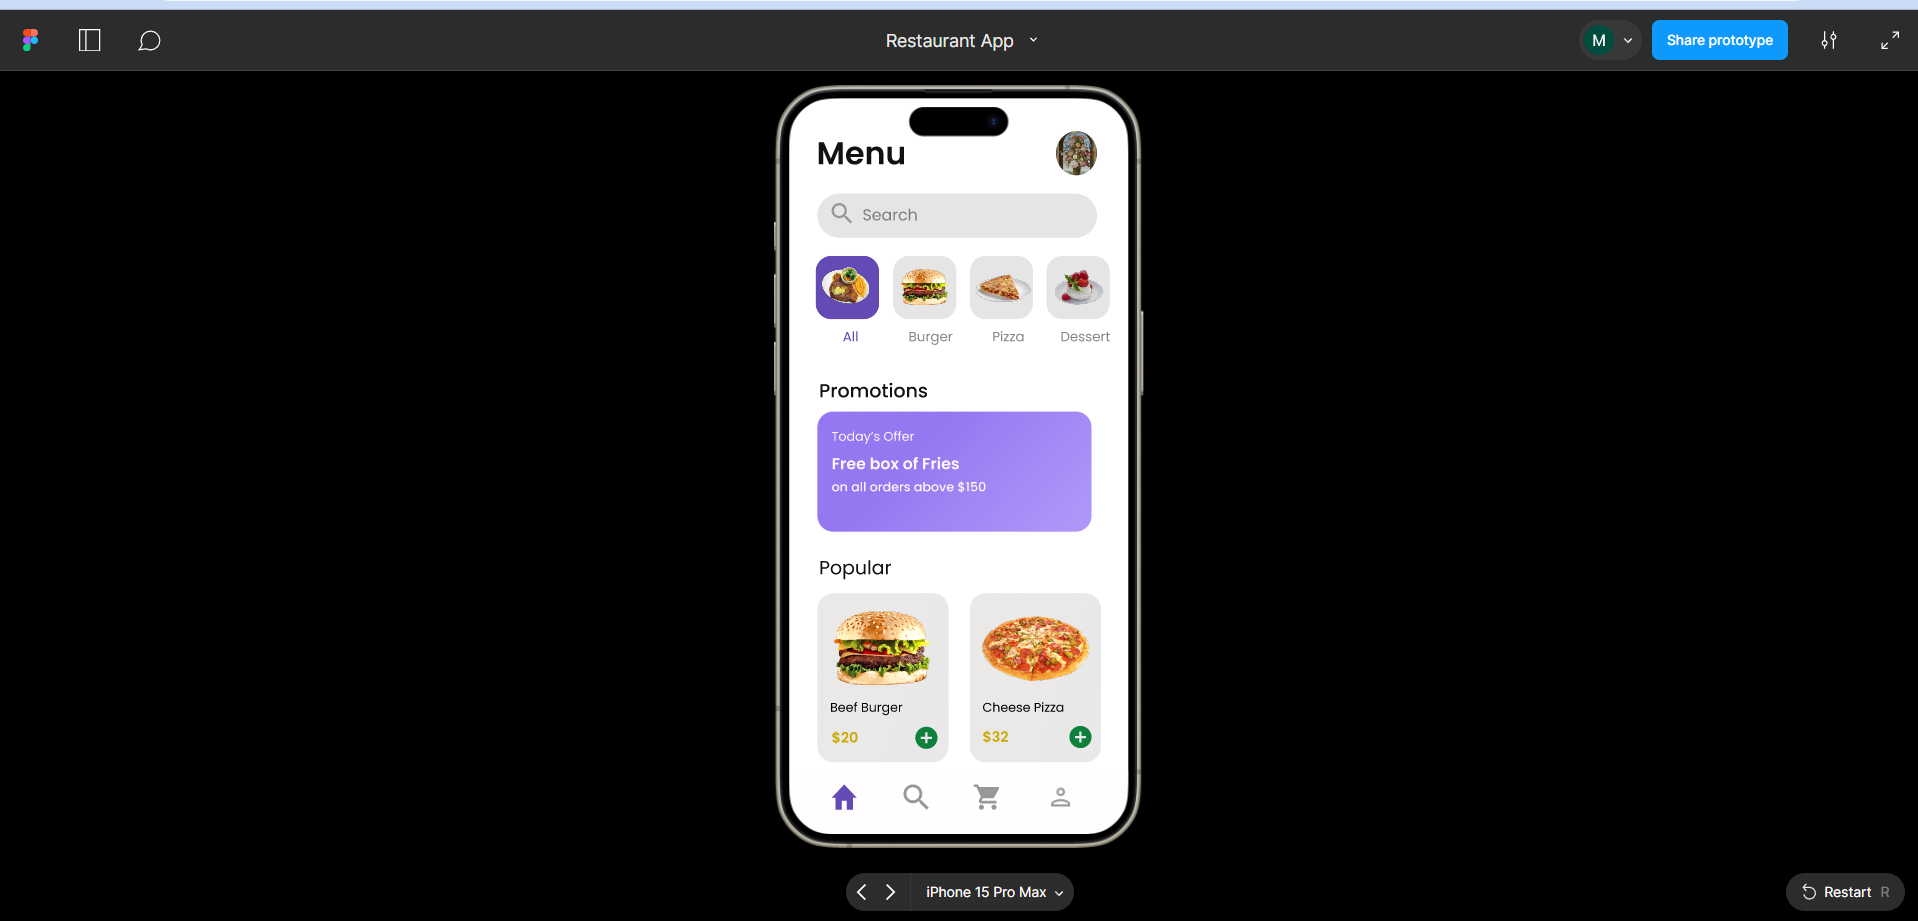 Restaurant App
M
Share prototype
Menu
Search
All
Burger
Pizza
Dessert
Promotions
Today's Offer
Free box of Fries
on all orders above $150
Popular
Beef Burger
Cheese Pizza
$20
$32
iPhone 15 Pro Max
Restart R